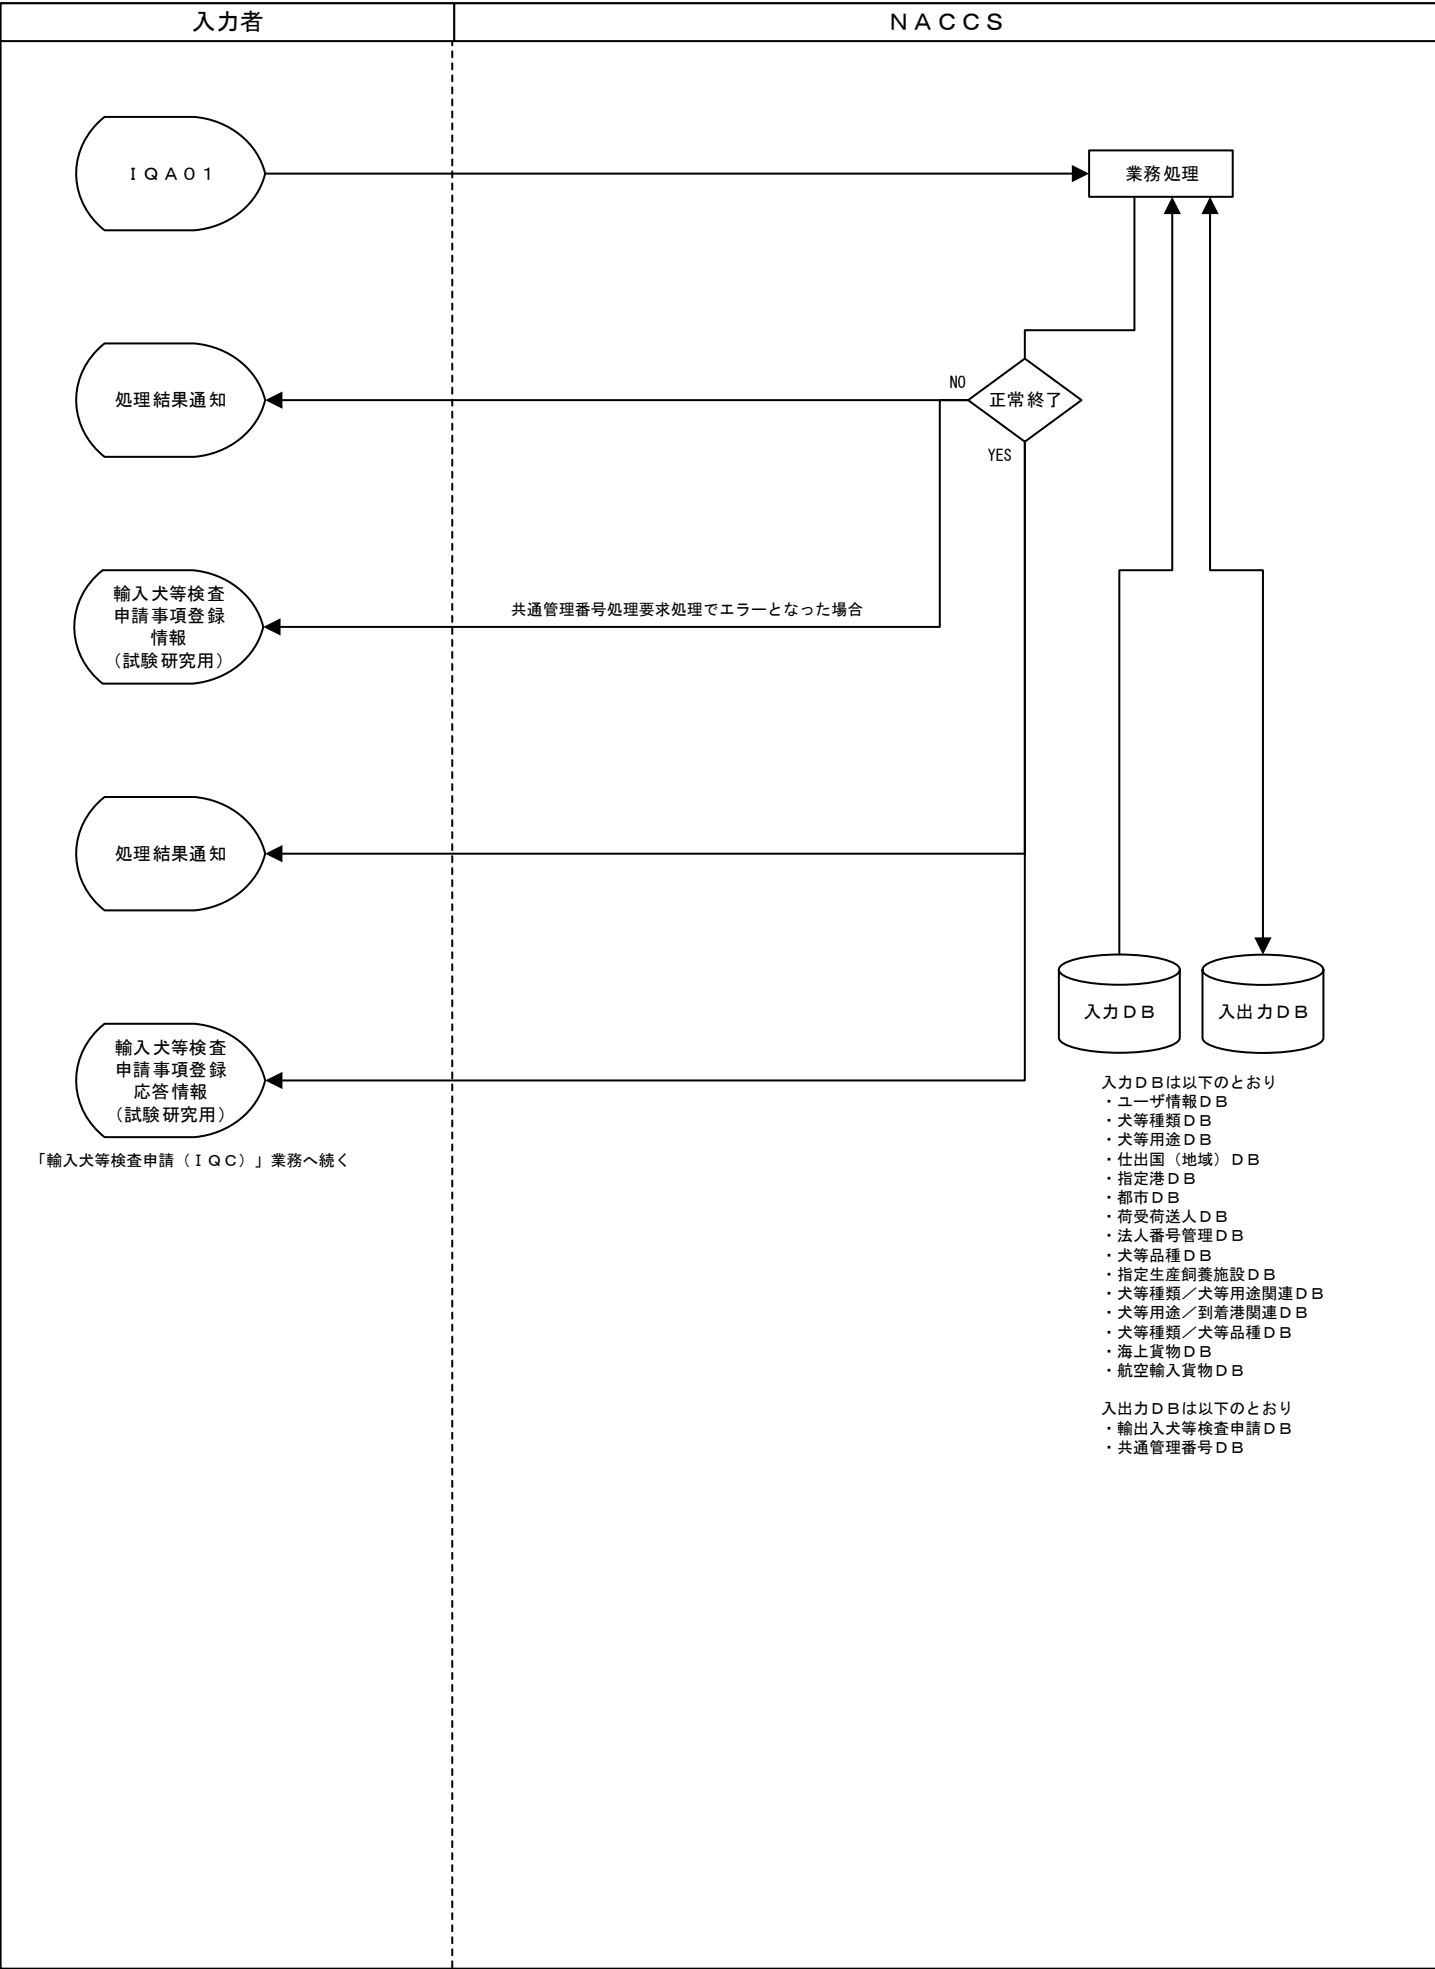 入力者
ＮＡＣＣＳ
ＩＱＡ０１
業務処理
処理結果通知
NO
正常終了
YES
輸入犬等検査
申請事項登録
情報
（試験研究用）
共通管理番号処理要求処理でエラーとなった場合
処理結果通知
入力ＤＢ
入出力ＤＢ
輸入犬等検査
申請事項登録
応答情報
（試験研究用）
「輸入犬等検査申請（ＩＱＣ）」業務へ続く
入力ＤＢは以下のとおり
・ユーザ情報ＤＢ
・犬等種類ＤＢ
・犬等用途ＤＢ
・仕出国（地域）ＤＢ
・指定港ＤＢ
・都市ＤＢ
・荷受荷送人ＤＢ
・法人番号管理ＤＢ
・犬等品種ＤＢ
・指定生産飼養施設ＤＢ
・犬等種類／犬等用途関連ＤＢ
・犬等用途／到着港関連ＤＢ
・犬等種類／犬等品種ＤＢ
・海上貨物ＤＢ
・航空輸入貨物ＤＢ
入出力ＤＢは以下のとおり
・輸出入犬等検査申請ＤＢ
・共通管理番号ＤＢ